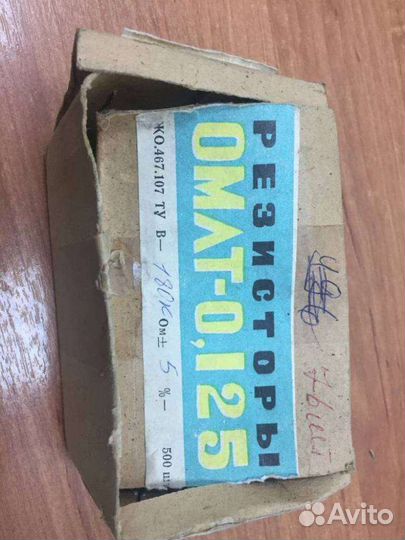 РЕЗИСТОРЫ
ОМЛТ-0,125
ЖО.467.107 ТУ В— 180к Ом± 5 %— 500 шт
Avito